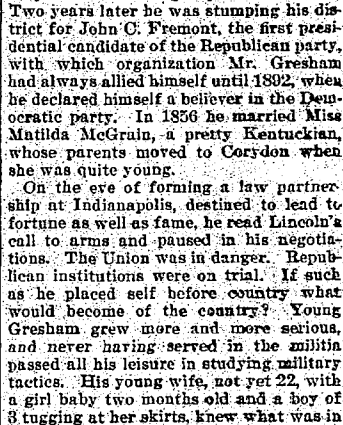 Two years later he was stumping his dis-
trict for John C. Fremont, the first presi-
dential candidate of the Republican party,
with which organization Mr. Gresham
had always allied himself until 1892, when
he declared himself a believer in the Dem-
ocratic party. In 1856 he married Miss
Matilda McGrain, a pretty Kentuckian,
whose parents moved to Corydon when
she was quite young.
On the eve of forming a law partner-
ship at Indianapolis, destined to lead to
fortune as well as fame, he read Lincoln's
call to arms and paused in his negotia-
tions. The Union was in danger. Repub-
lican institutions were on trial. If such
as he placed self before country what
would become of the country? Young
Gresham grew more and more serious,
and never having served in the militia
passed all his leisure in studying military
tactics. His young wife, not yet 22, with
a girl baby two months old and a boy of
3 tugging at her skirts, knew what was in